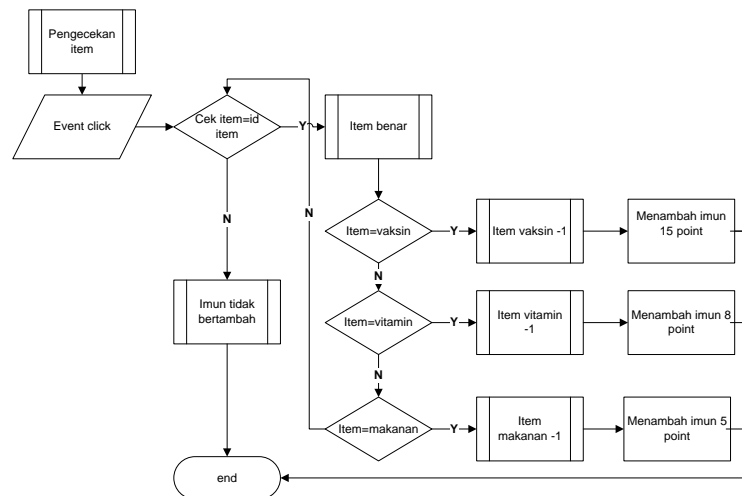 Pengecekan
item
Event click
Cek item=id
item
Y
Item benar
N
N
Item=vaksin
Y
Item vaksin -1
Menambah imun
15 point
N
Imun tidak
bertambah
Item=vitamin
Y
Item vitamin
-1
Menambah imun 8
point
N
Item=makanan
Y
Item
makanan -1
Menambah imun 5
point
end